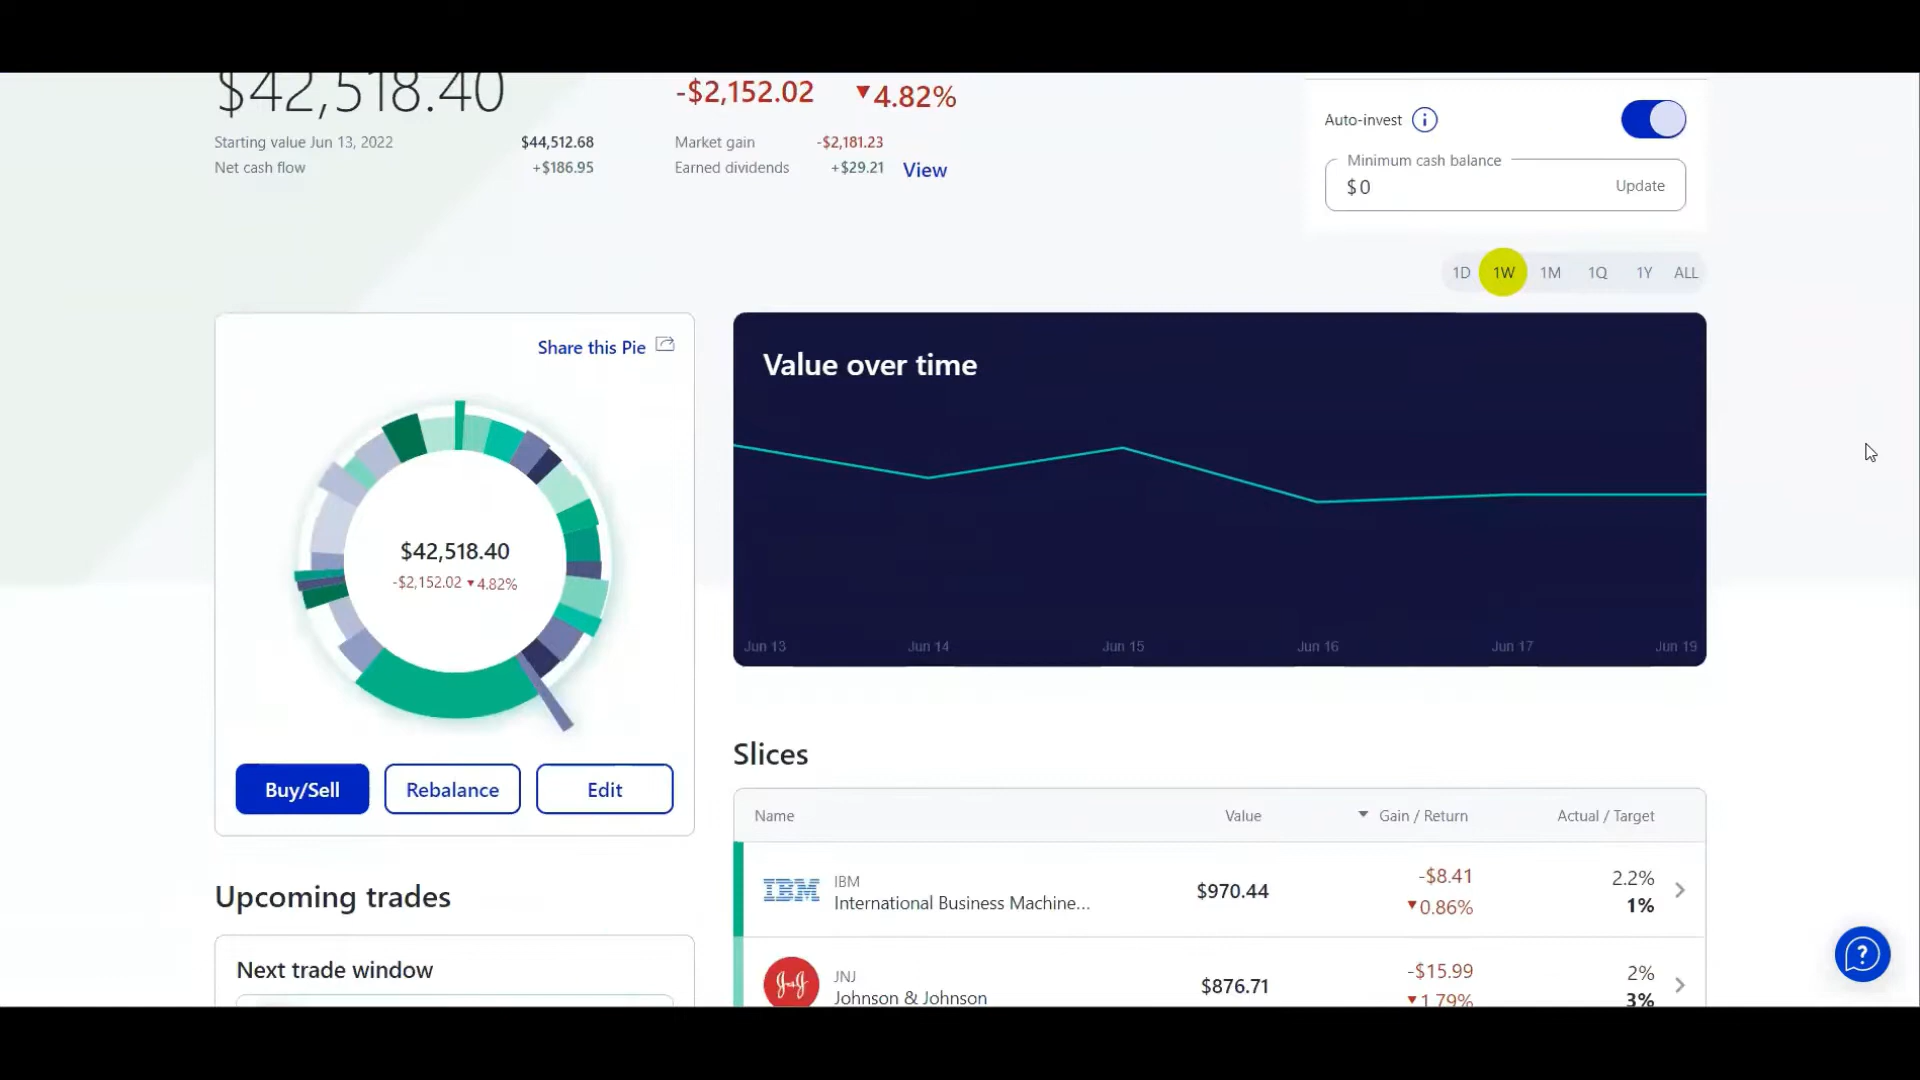 $42,518.40
-$2,152.02 ▼4.82%
Starting value Jun 13, 2022 $44,512.68
Net cash flow +$186.95
Market gain -$2,181.23
Earned dividends +$29.21 View
Auto-invest i
Minimum cash balance
$0 Update
1D 1W 1M 1Q 1Y ALL
Share this Pie
$42,518.40
-$2,152.02 ▼4.82%
Buy/Sell Rebalance Edit
Value over time
Jun 13 Jun 14 Jun 15 Jun 16 Jun 17 Jun 19
Upcoming trades
Next trade window
Slices
Name Value ▼ Gain / Return Actual / Target
IBM
IBM
International Business Machine...
$970.44
-$8.41
▼0.86%
2.2%
1%
J&J
JNJ
Johnson & Johnson
$876.71
-$15.99
▼1.79%
2%
3%
?